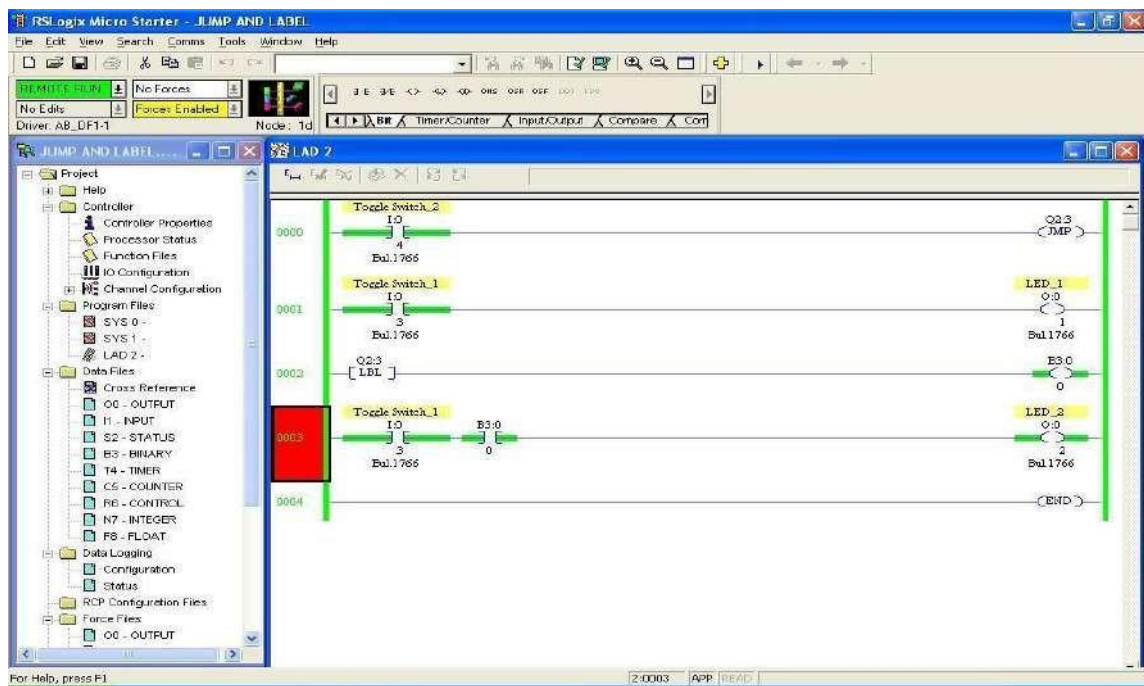 RSLogix Micro Starter - JUMP AND LABEL
File Edit View Search Comms Tools Window Help
REMOTE RUN No Forces
No Edits Forces Enabled
Driver: AB_DF1-1 Node: 1d
ONS OSR OSF
Bit Timer/Counter Input/Output Compare Com
JUMP AND LABEL....
Project
Help
Controller
Controller Properties
Processor Status
Function Files
IO Configuration
Channel Configuration
Program Files
SYS 0 -
SYS 1 -
LAD 2 -
Data Files
Cross Reference
O0 - OUTPUT
I1 - INPUT
S2 - STATUS
B3 - BINARY
T4 - TIMER
C5 - COUNTER
R6 - CONTROL
N7 - INTEGER
F8 - FLOAT
Data Logging
Configuration
Status
RCP Configuration Files
Force Files
O0 - OUTPUT
LAD 2
Toggle Switch_2
I:0
Q2:3
0000
JMP
4
Bul.1766
Toggle Switch_1
LED_1
I:0
O:0
0001
3
1
Bul.1766
Bul.1766
Q2:3
B3:0
0002
LBL
0
Toggle Switch_1
LED_2
I:0
B3:0
O:0
0003
3
0
2
Bul.1766
Bul.1766
0004
END
For Help, press F1
2:0003 APP READ